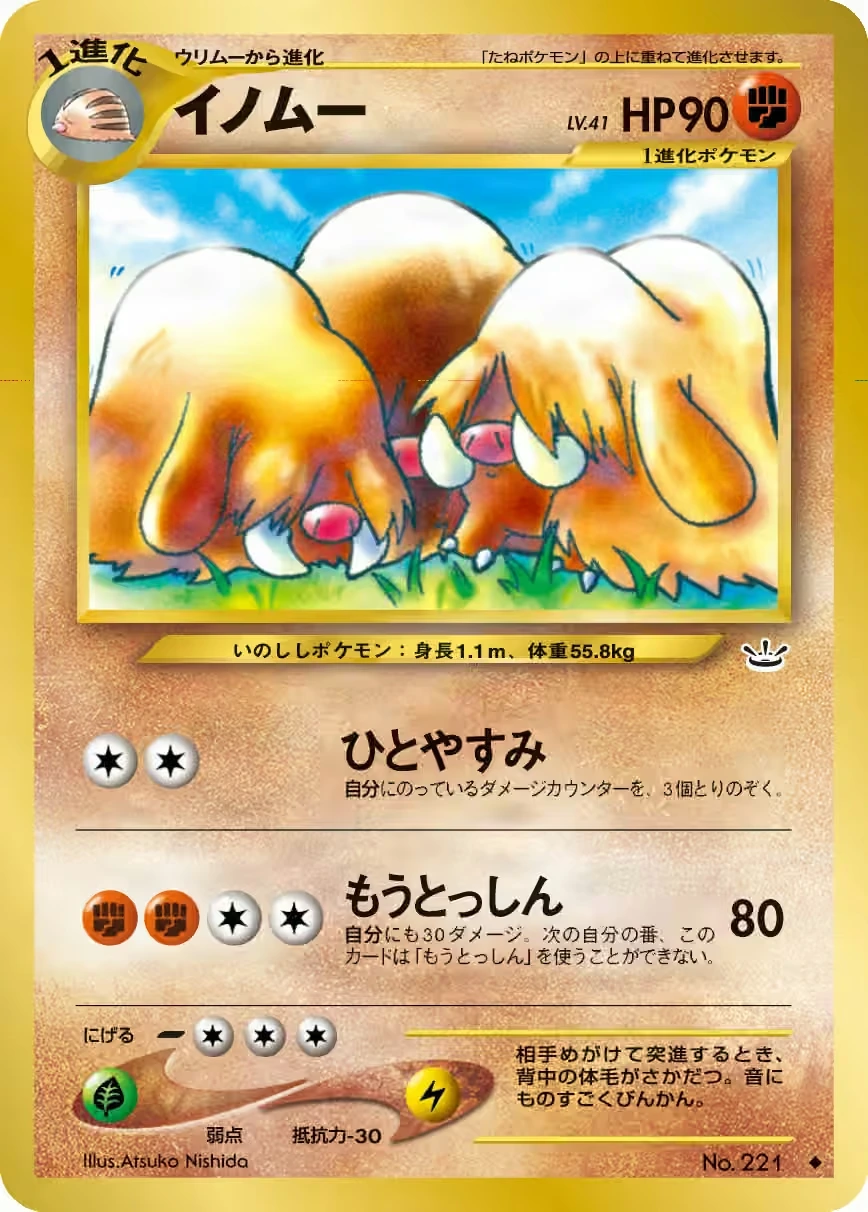 1進化
ウリムーから進化
「たねポケモン」の上に重ねて進化させます。
イノムー
LV.41 HP90
1進化ポケモン
いのししポケモン：身長1.1m、体重55.8kg
ひとやすみ
自分にのっているダメージカウンターを、3個とりのぞく。
もうとっしん
80
自分にも30ダメージ。次の自分の番、この
カードは「もうとっしん」を使うことができない。
にげる
弱点
抵抗力-30
相手めがけて突進するとき、
背中の体毛がさかだつ。音に
ものすごくびんかん。
Illus.Atsuko Nishida
No. 221